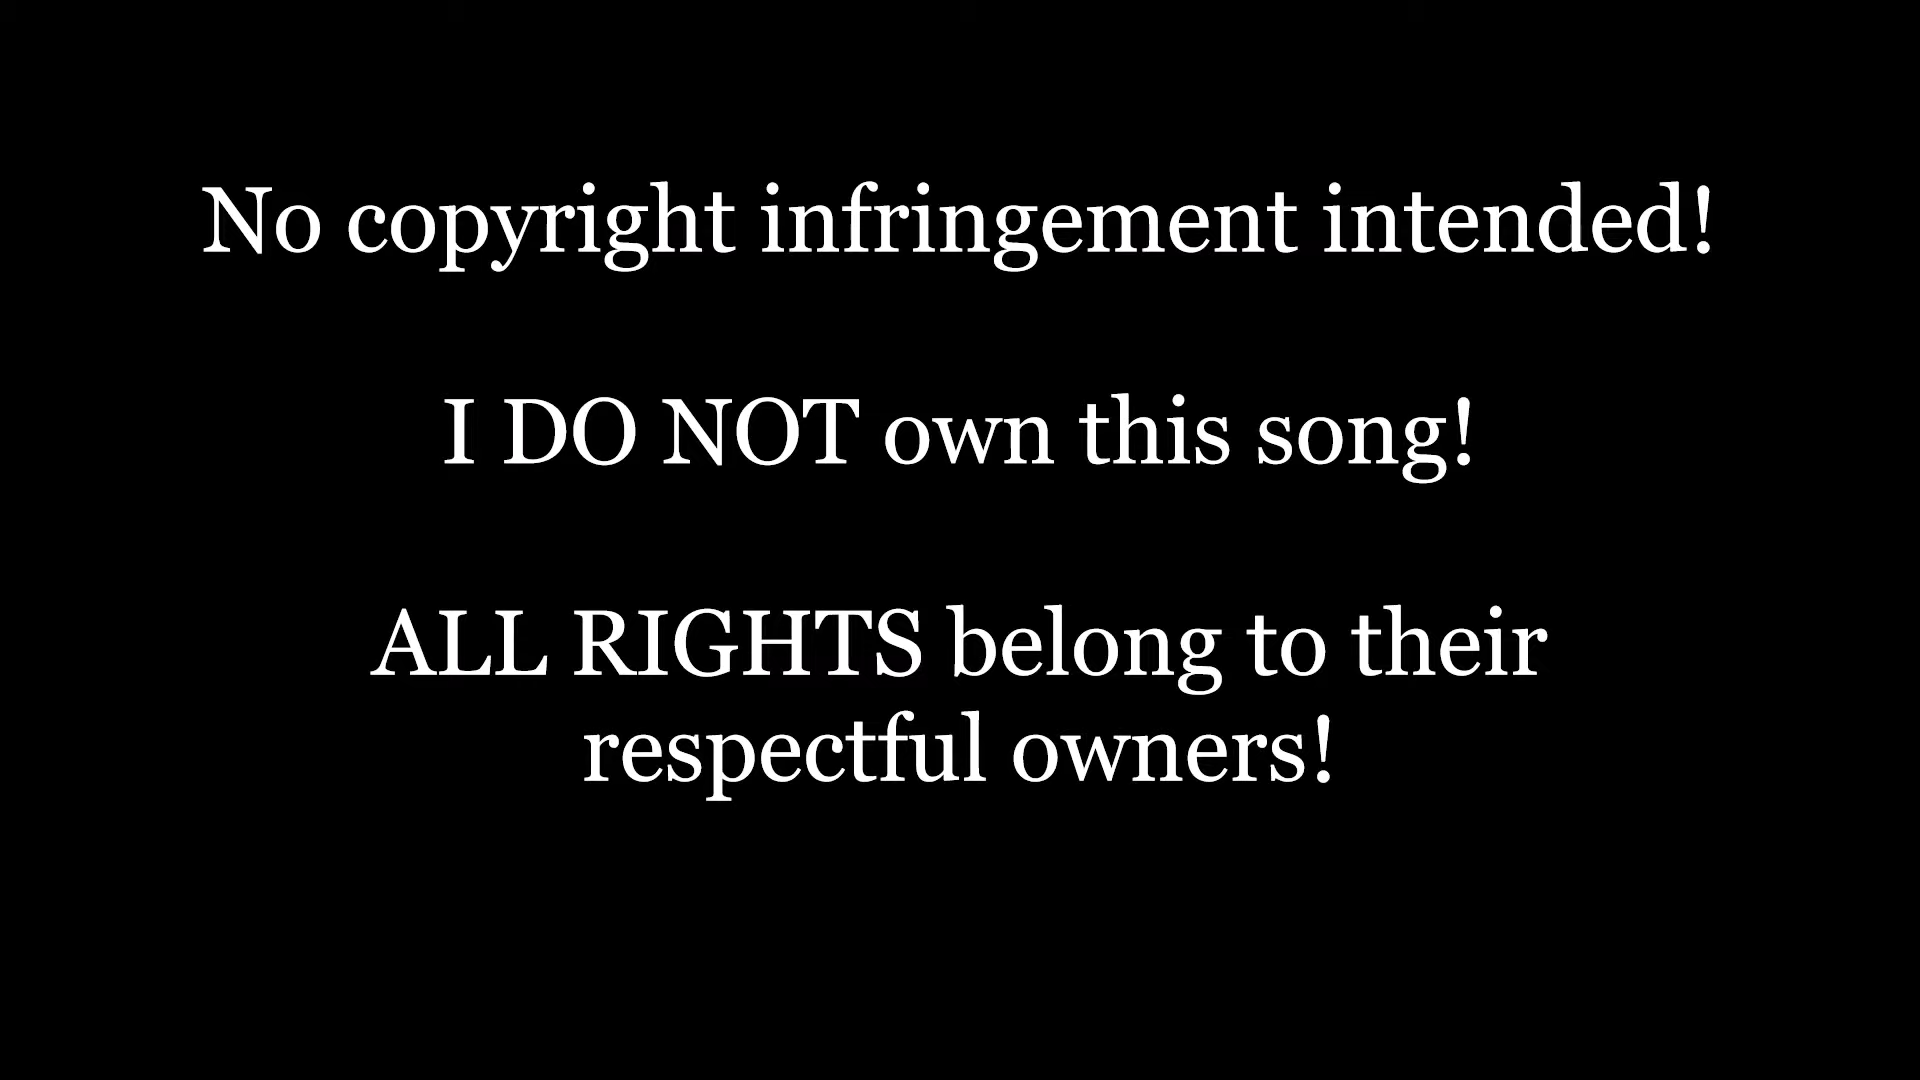 No copyright infringement intended!
I DO NOT own this song!
ALL RIGHTS belong to their
respectful owners!